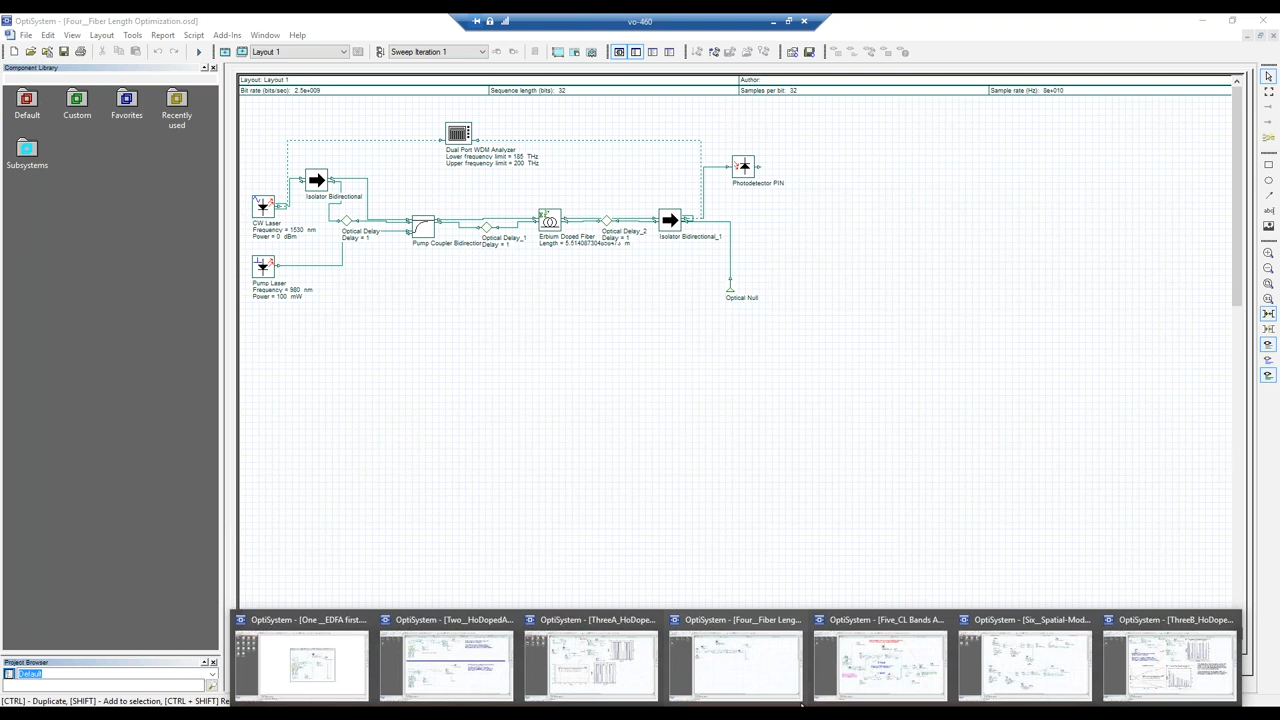 OptiSystem - [Four__Fiber Length Optimization.osd]
vo-460
File Edit View Layout Tools Report Script Add-Ins Window Help
Layout 1
Sweep Iteration 1
Component Library
Default
Custom
Favorites
Recently used
Subsystems
Layout: Layout 1
Author:
Bit rate (bits/sec): 2.5e+009
Sequence length (bits): 32
Samples per bit: 32
Sample rate (Hz): 8e+010
Dual Port WDM Analyzer
Lower frequency limit = 185 THz
Upper frequency limit = 200 THz
Photodetector PIN
Isolator Bidirectional
CW Laser
Frequency = 1530 nm
Power = 0 dBm
Optical Delay
Delay = 1
Pump Coupler Bidirection
Optical Delay_1
Delay = 1
Erbium Doped Fiber
Optical Delay_2
Delay = 1
Isolator Bidirectional_1
Pump Laser
Frequency = 980 nm
Power = 100 mW
Optical Null
OptiSystem - [One __EDFA first....
OptiSystem - [Two__HoDopedA...
OptiSystem - [ThreeA_HoDope...
OptiSystem - [Four__Fiber Leng...
OptiSystem - [Five_CL Bands A...
OptiSystem - [Six__Spatial-Mod...
OptiSystem - [ThreeB_HoDope...
Project Browser
Default
[CTRL] - Duplicate, [SHIFT] - Add to selection, [CTRL + SHIFT] Re